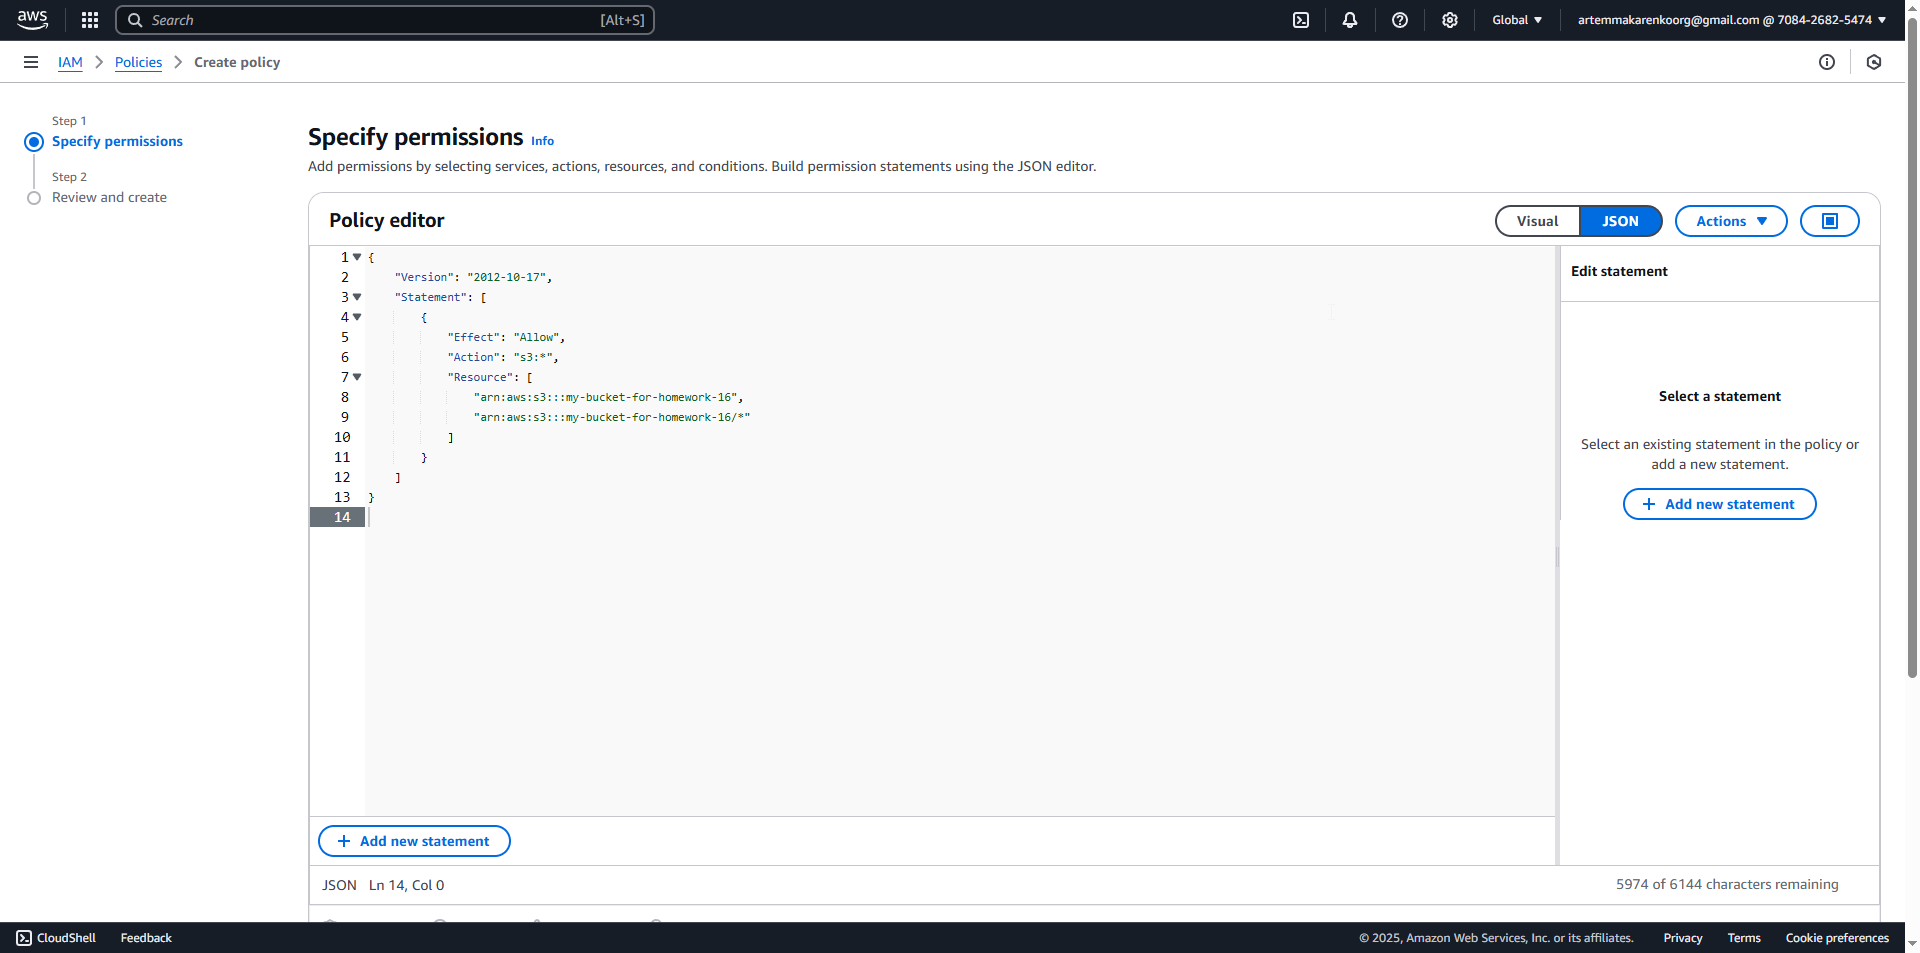 aws
Search [Alt+S]
Global
artemmakarenkoorg@gmail.com @ 7084-2682-5474
IAM
Policies
Create policy
Step 1
Specify permissions
Step 2
Review and create
Specify permissions Info
Add permissions by selecting services, actions, resources, and conditions. Build permission statements using the JSON editor.
Policy editor
Visual
JSON
Actions
1 {
2 "Version": "2012-10-17",
3 "Statement": [
4 {
5 "Effect": "Allow",
6 "Action": "s3:*",
7 "Resource": [
8 "arn:aws:s3:::my-bucket-for-homework-16",
9 "arn:aws:s3:::my-bucket-for-homework-16/*"
10 ]
11 }
12 ]
13 }
14
Edit statement
Select a statement
Select an existing statement in the policy or
add a new statement.
+ Add new statement
+ Add new statement
JSON Ln 14, Col 0
5974 of 6144 characters remaining
CloudShell
Feedback
© 2025, Amazon Web Services, Inc. or its affiliates.
Privacy
Terms
Cookie preferences